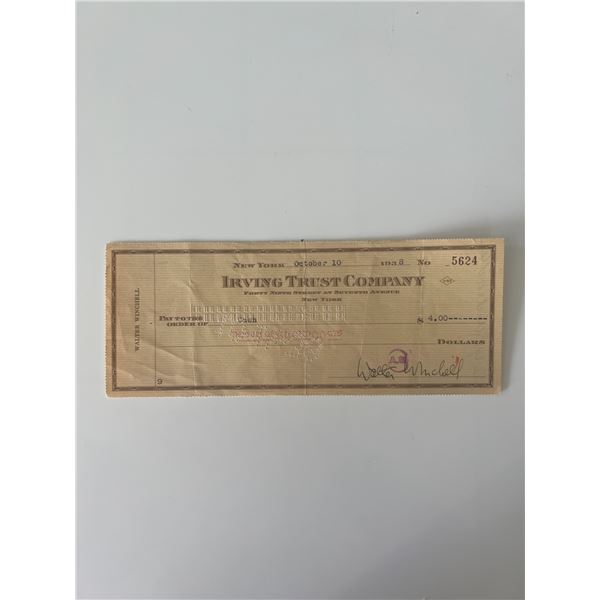 NEW YORK October 10 1938 No 5624
IRVING TRUST COMPANY
FORTY NINTH STREET AT SEVENTH AVENUE
NEW YORK
PAY TO THE
ORDER OF Cash $ 4.00--------
DOLLARS
Walter Winchell
9
WALTER WINCHELL